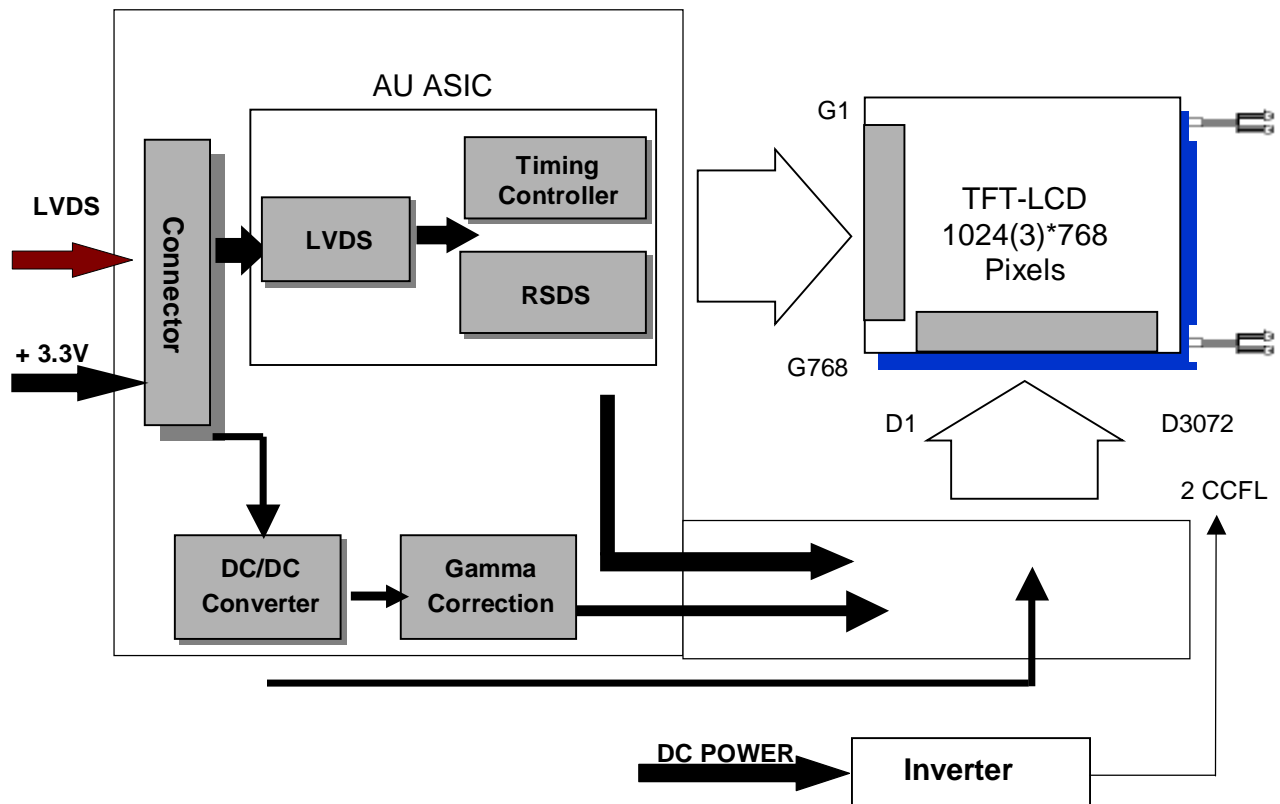 AU ASIC
G1
Timing
Controller
LVDS
Connector
LVDS
TFT-LCD
1024(3)*768
Pixels
RSDS
+ 3.3V
G768
D1
D3072
2 CCFL
DC/DC
Converter
Gamma
Correction
DC POWER
Inverter